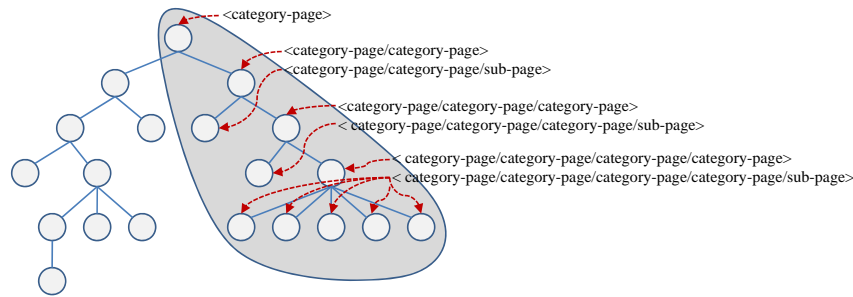 <category-page>
<category-page/category-page>
<category-page/category-page/sub-page>
<category-page/category-page/category-page>
< category-page/category-page/category-page/sub-page>
< category-page/category-page/category-page/category-page>
< category-page/category-page/category-page/category-page/sub-page>